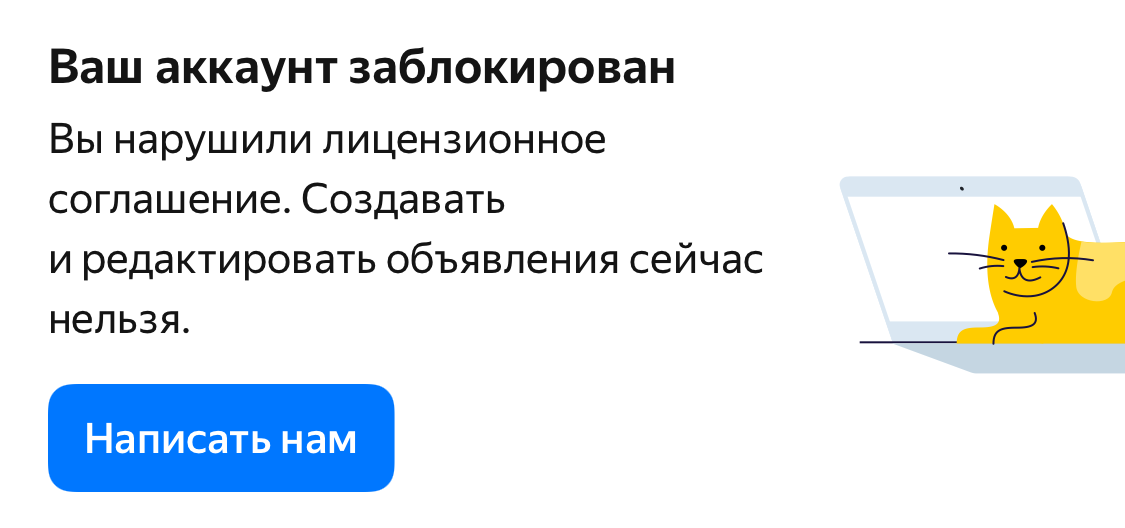 Ваш аккаунт заблокирован
Вы нарушили лицензионное
соглашение. Создавать
и редактировать объявления сейчас
нельзя.
Написать нам